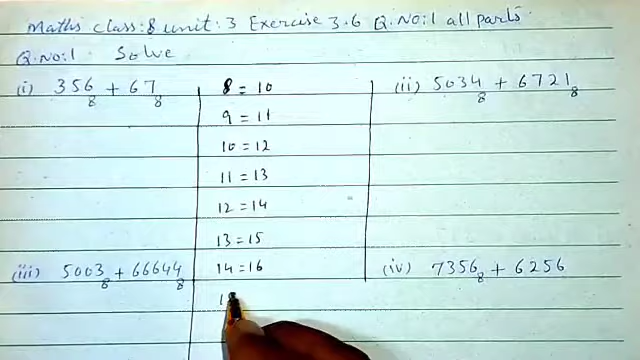 Maths class:8 unit:3 Exercise 3.6 Q.No:1 all parts.
Q.No:1 Solve
(i) 356₈ + 67₈
8 = 10
(ii) 5034₈ + 6721₈
9 = 11
10 = 12
11 = 13
12 = 14
13 = 15
(iii) 5003₈ + 66644₈
14 = 16
(iv) 7356₈ + 6256